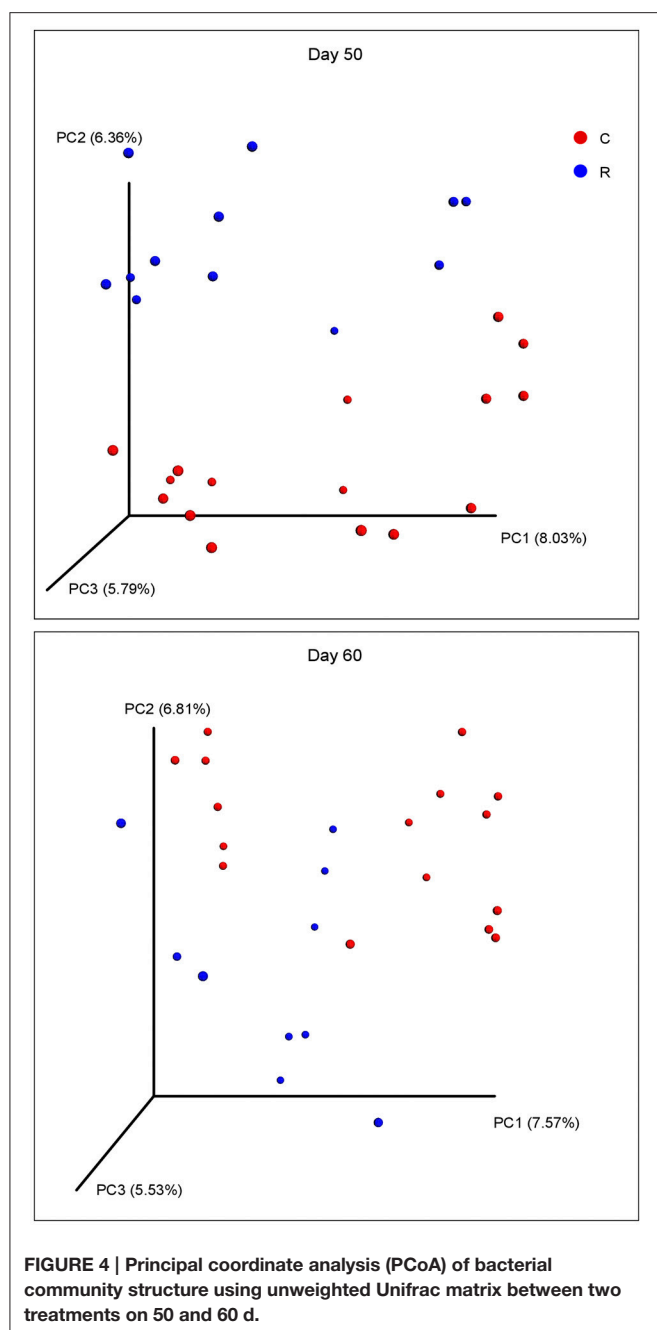 Day 50
PC2 (6.36%)
C
R
PC1 (8.03%)
PC3 (5.79%)
Day 60
PC2 (6.81%)
PC1 (7.57%)
PC3 (5.53%)
FIGURE 4 | Principal coordinate analysis (PCoA) of bacterial
community structure using unweighted Unifrac matrix between two
treatments on 50 and 60 d.